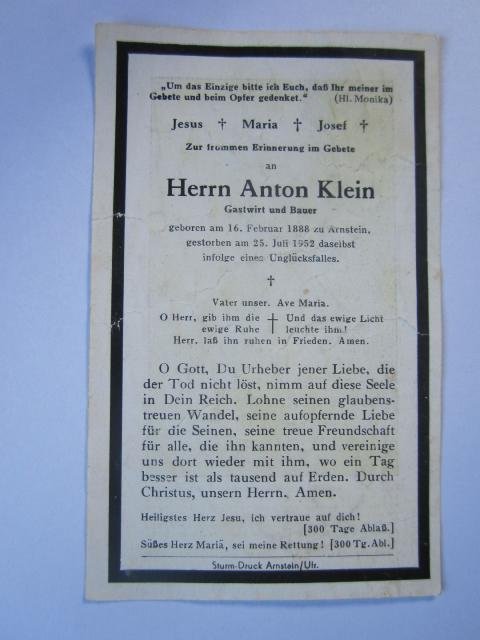 „Um das Einzige bitte ich Euch, daß Ihr meiner im
Gebete und beim Opfer gedenket.“ (Hl. Monika)
Jesus † Maria † Josef †
Zur frommen Erinnerung im Gebete
an
Herrn Anton Klein
Gastwirt und Bauer
geboren am 16. Februar 1888 zu Arnstein,
gestorben am 25. Juli 1952 daselbst
infolge eines Unglücksfalles.
†
Vater unser. Ave Maria.
O Herr, gib ihm die † Und das ewige Licht
ewige Ruhe leuchte ihm!
Herr, laß ihn ruhen in Frieden. Amen.
O Gott, Du Urheber jener Liebe, die
der Tod nicht löst, nimm auf diese Seele
in Dein Reich. Lohne seinen glaubens-
treuen Wandel, seine aufopfernde Liebe
für die Seinen, seine treue Freundschaft
für alle, die ihn kannten, und vereinige
uns dort wieder mit ihm, wo ein Tag
besser ist als tausend auf Erden. Durch
Christus, unsern Herrn. Amen.
Heiligstes Herz Jesu, ich vertraue auf dich!
[300 Tage Ablaß.]
Süßes Herz Mariä, sei meine Rettung! [300 Tg. Abl.]
Sturm-Druck Arnstein/Ufr.